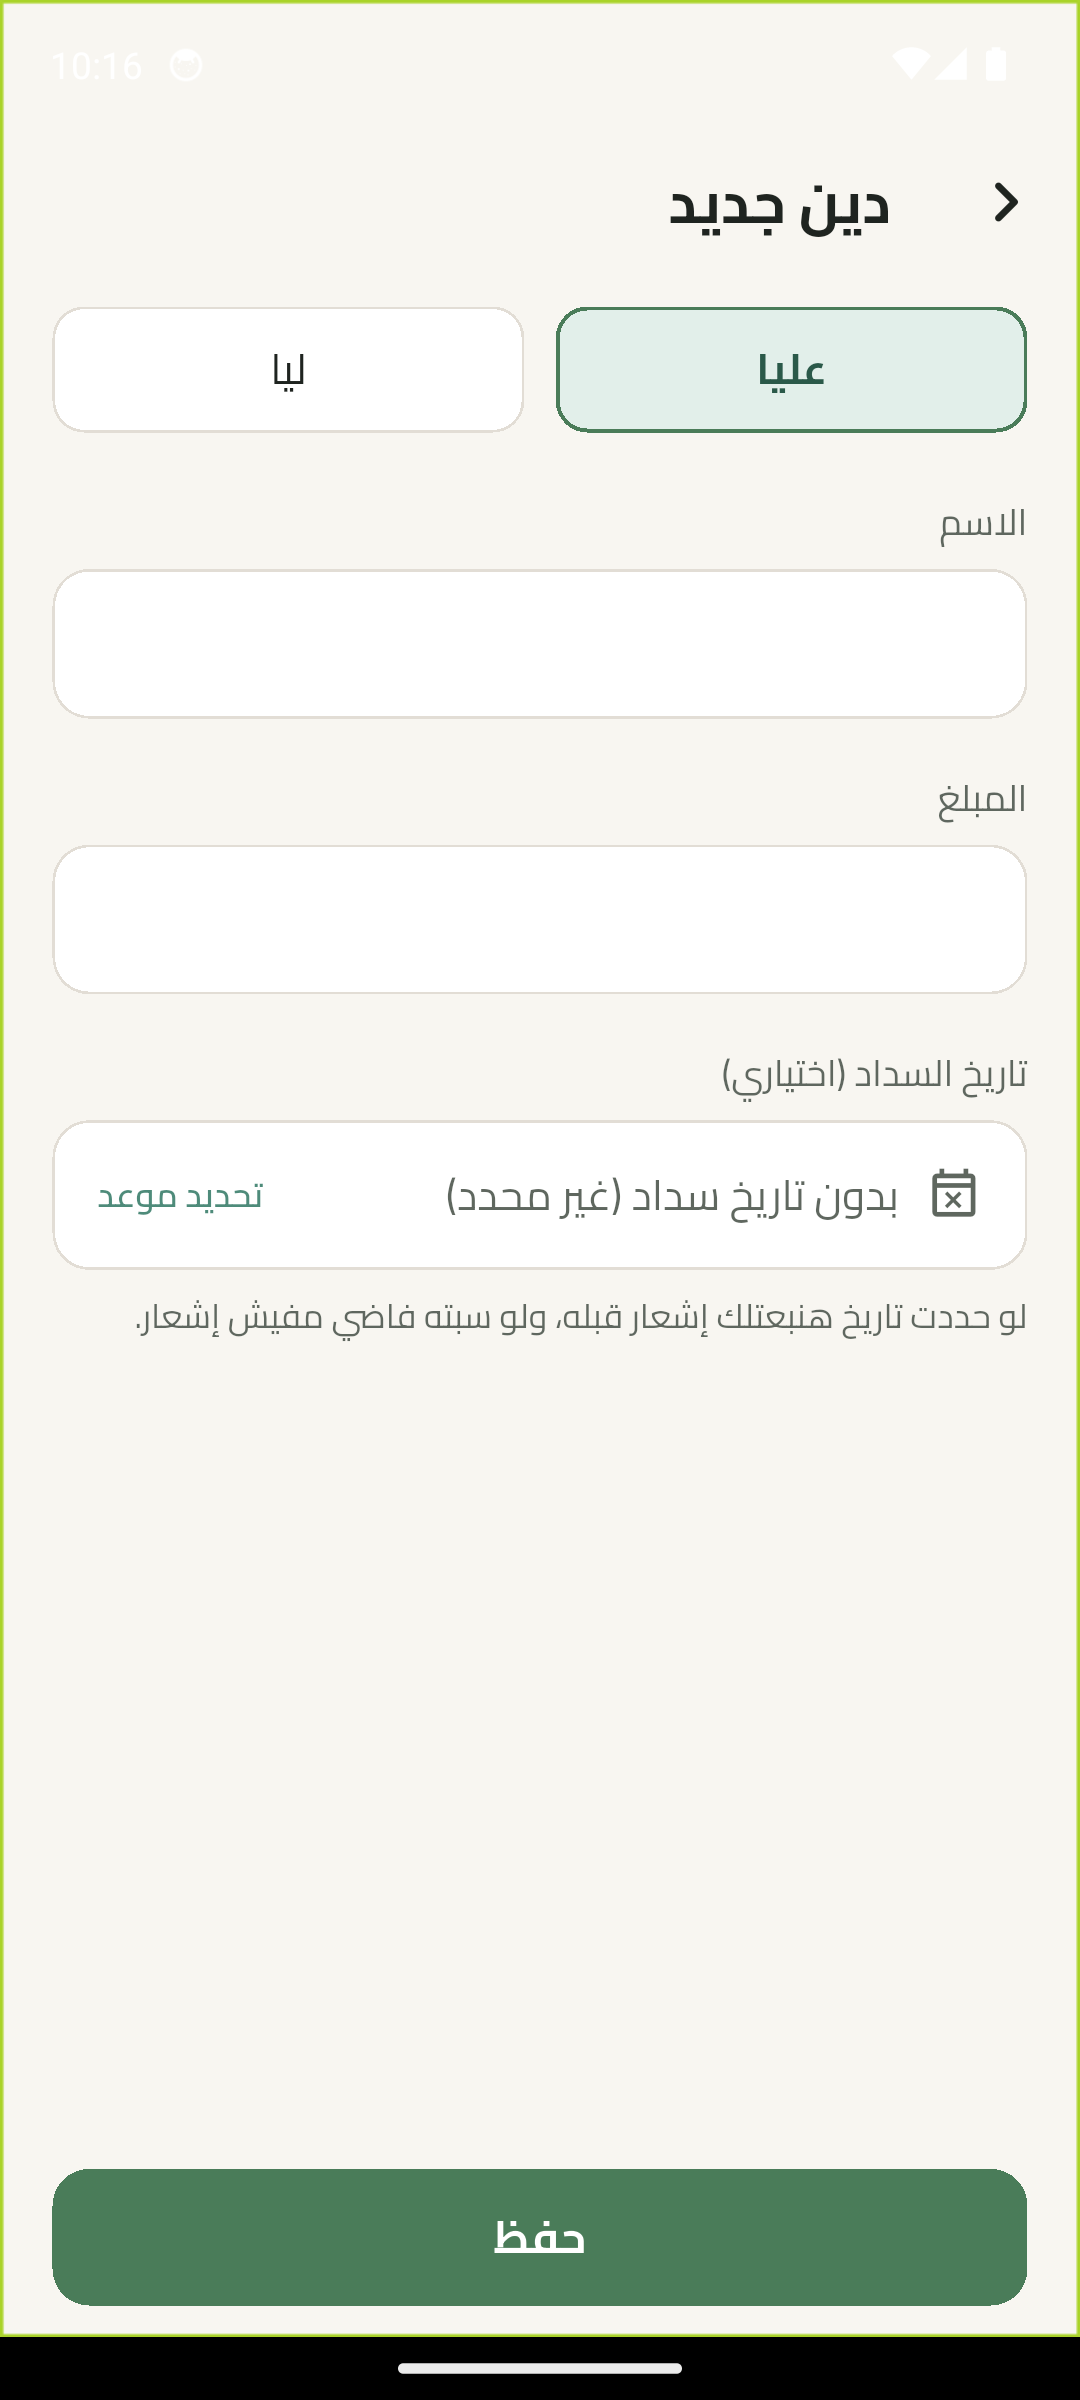 10:16
دين جديد
عليا
ليا
الاسم
المبلغ
تاريخ السداد (اختياري)
بدون تاريخ سداد (غير محدد)
تحديد موعد
لو حددت تاريخ هنبعتلك إشعار قبله، ولو سبته فاضي مفيش إشعار.
حفظ